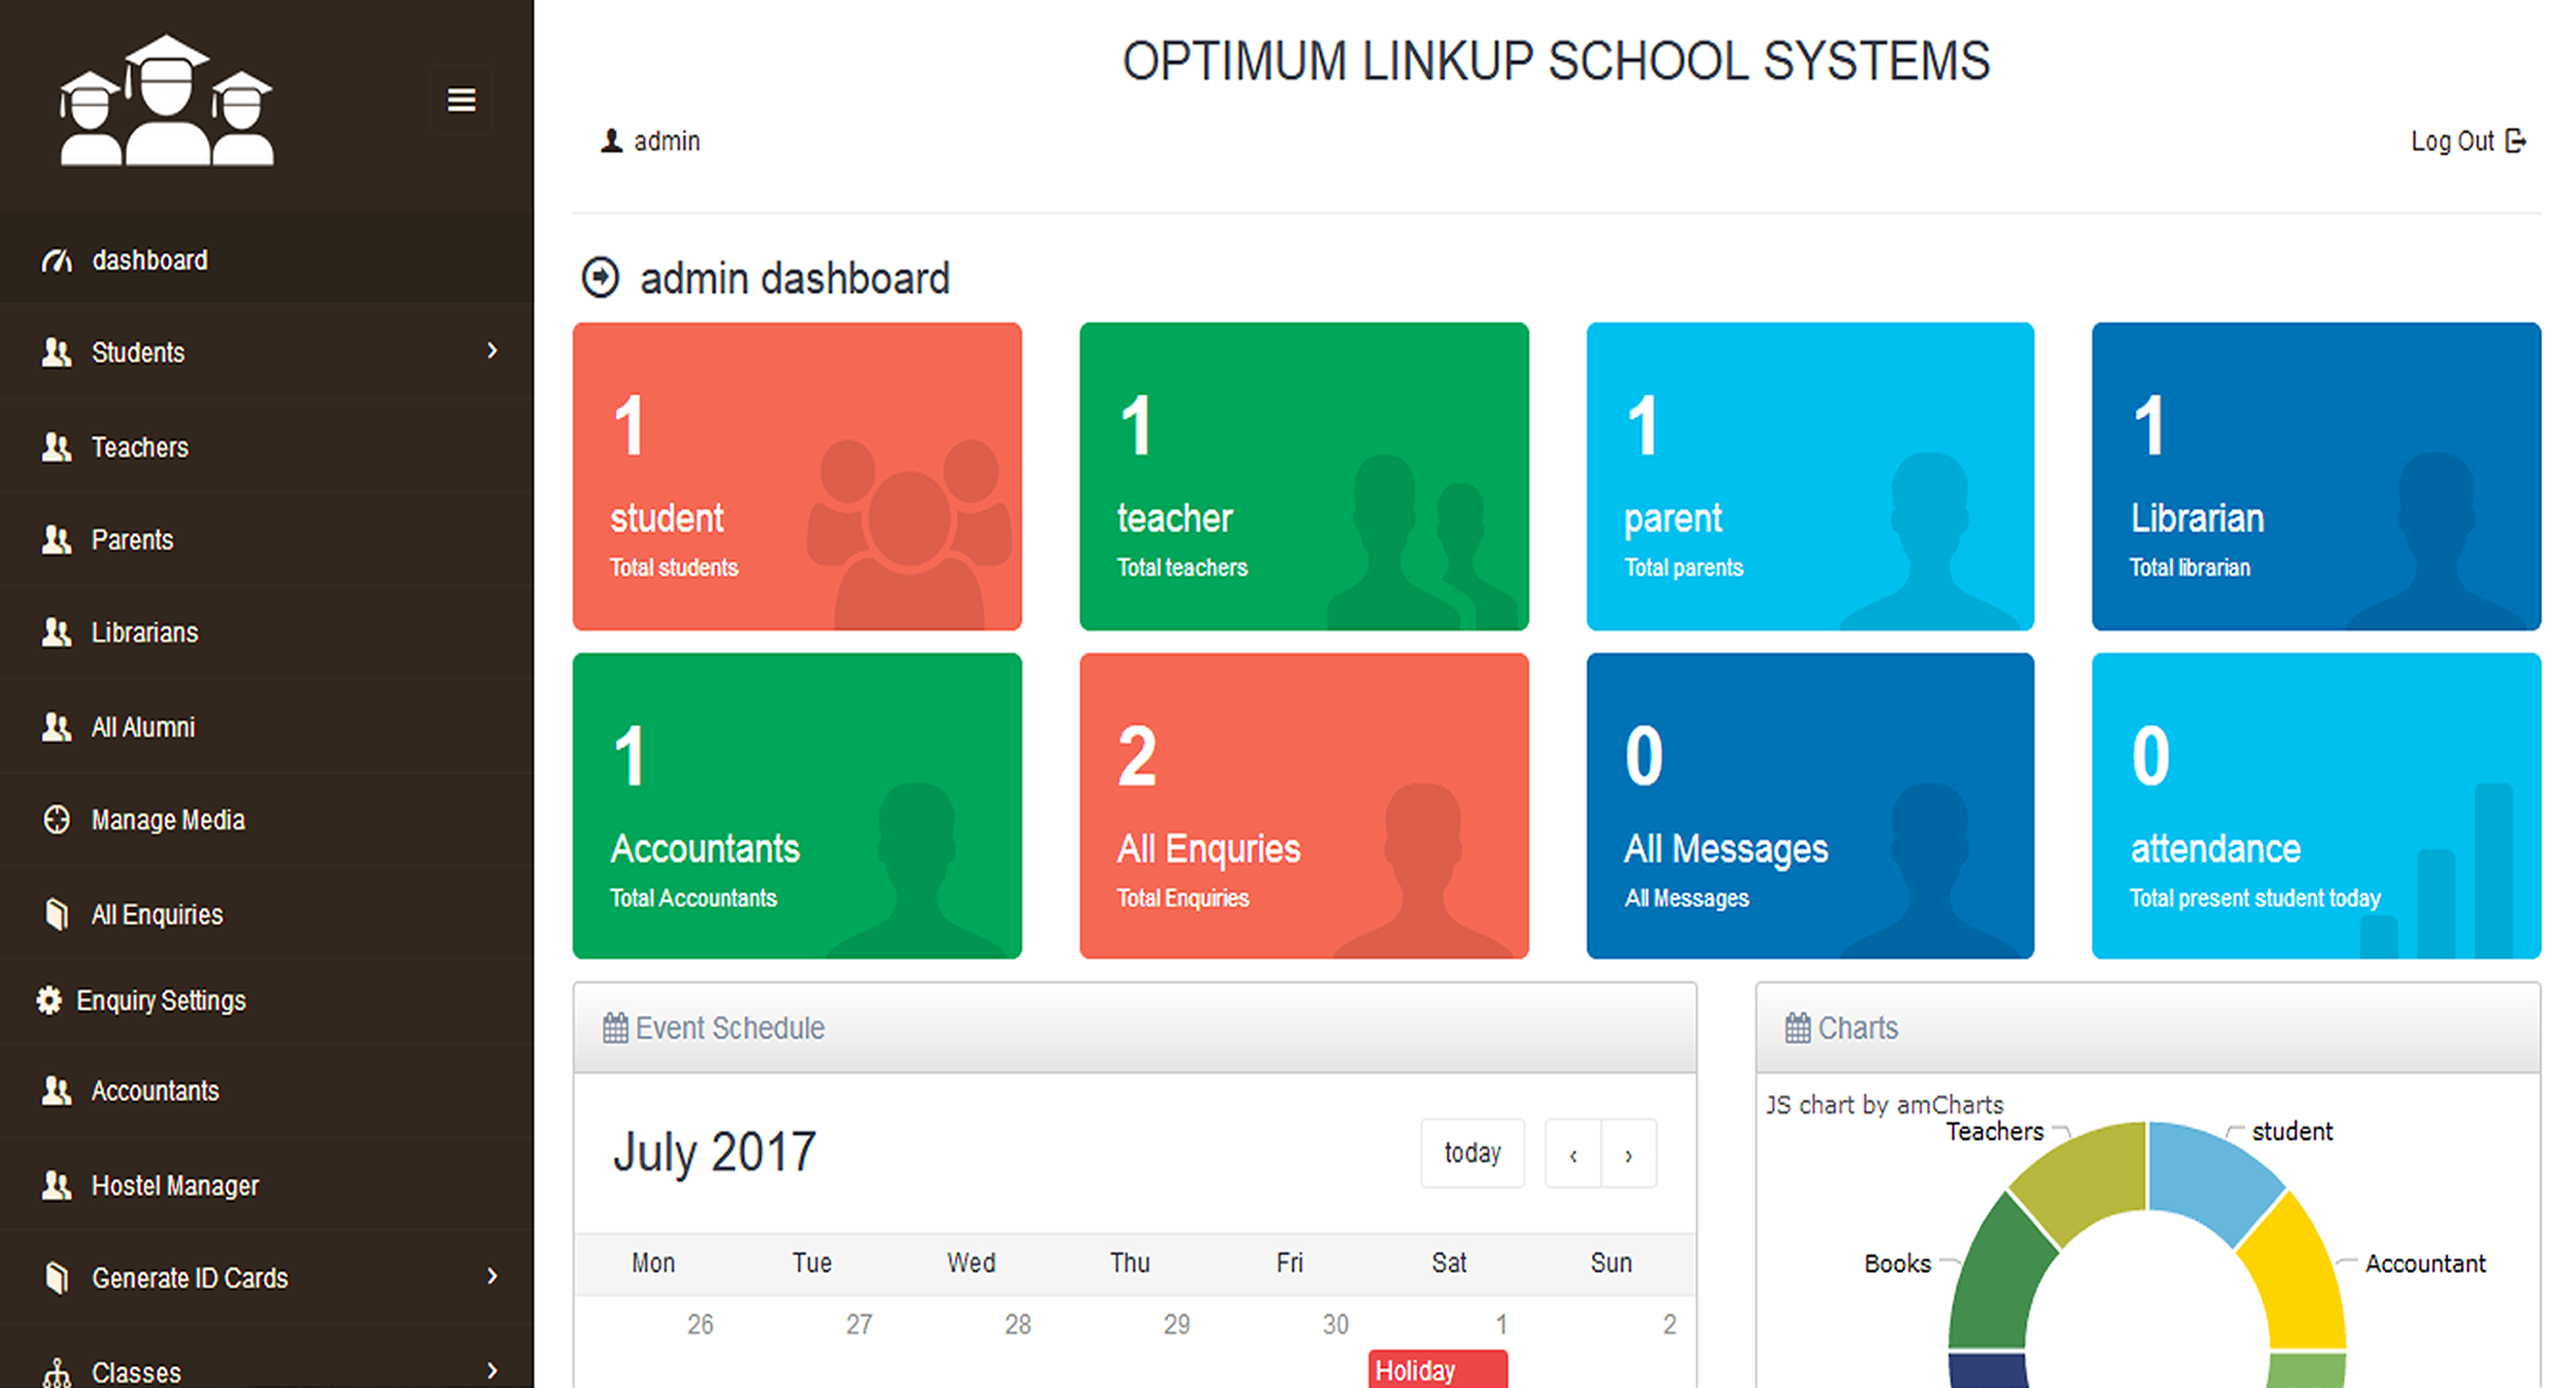 OPTIMUM LINKUP SCHOOL SYSTEMS
admin
Log Out
dashboard
Students
Teachers
Parents
Librarians
All Alumni
Manage Media
All Enquiries
Enquiry Settings
Accountants
Hostel Manager
Generate ID Cards
Classes
admin dashboard
1
student
Total students
1
teacher
Total teachers
1
parent
Total parents
1
Librarian
Total librarian
1
Accountants
Total Accountants
2
All Enquries
Total Enquiries
0
All Messages
All Messages
0
attendance
Total present student today
Event Schedule
July 2017
today
‹ ›
Mon Tue Wed Thu Fri Sat Sun
26 27 28 29 30 1 2
Holiday
Charts
JS chart by amCharts
Teachers
student
Books
Accountant